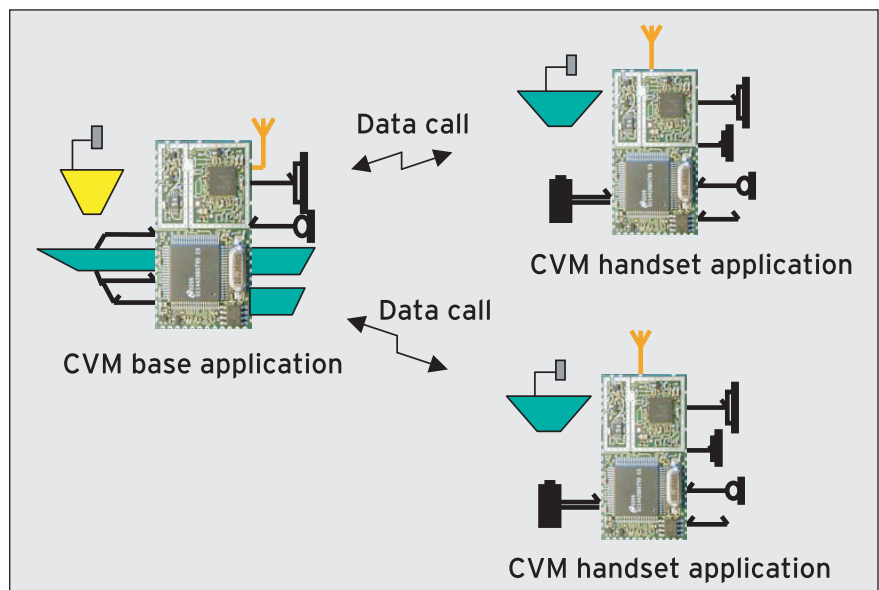 Data call
CVM handset application
Data call
CVM base application
CVM handset application